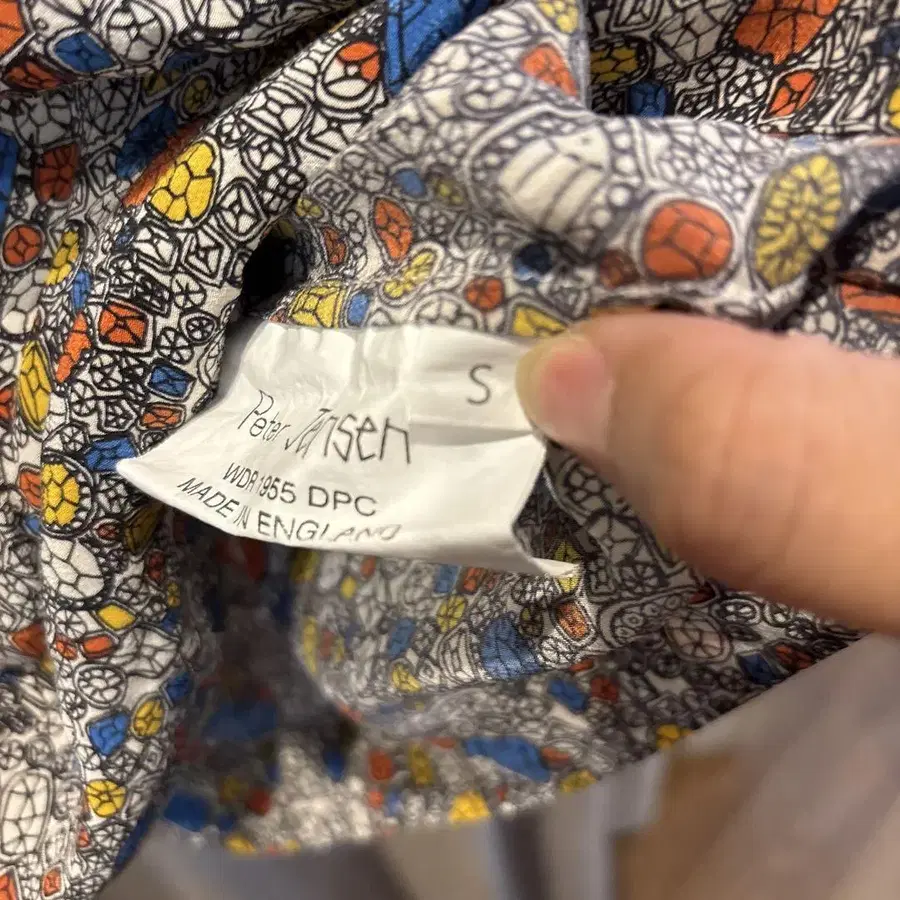 S
Peter Jensen
WDR 1955 DPC
MADE IN ENGLAND